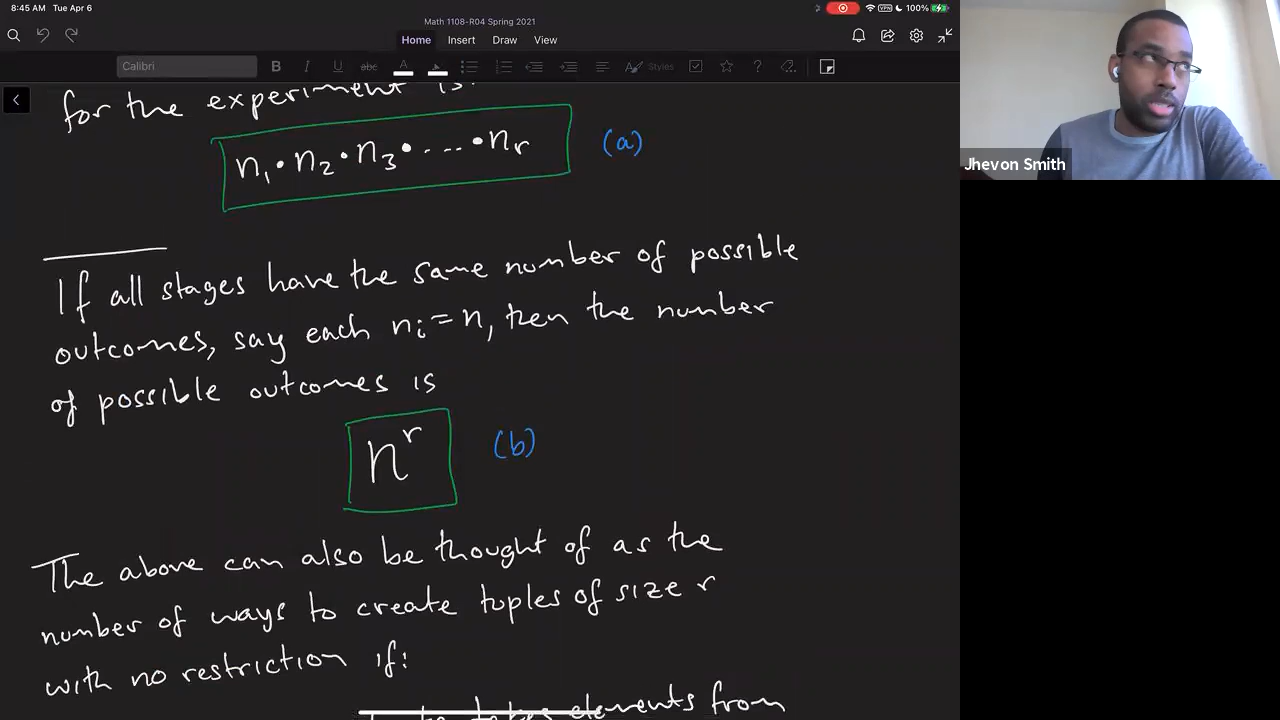 8:45 AM Tue Apr 6
100%
Math 1108-R04 Spring 2021
Home Insert Draw View
Calibri
B I U abc A Styles ?
for the experiment is:
n₁ • n₂ • n₃ • ... • nᵣ (a)
If all stages have the same number of possible
outcomes, say each nᵢ = n, then the number
of possible outcomes is
nʳ (b)
The above can also be thought of as the
number of ways to create tuples of size r
with no restriction if:
elements from
Jhevon Smith